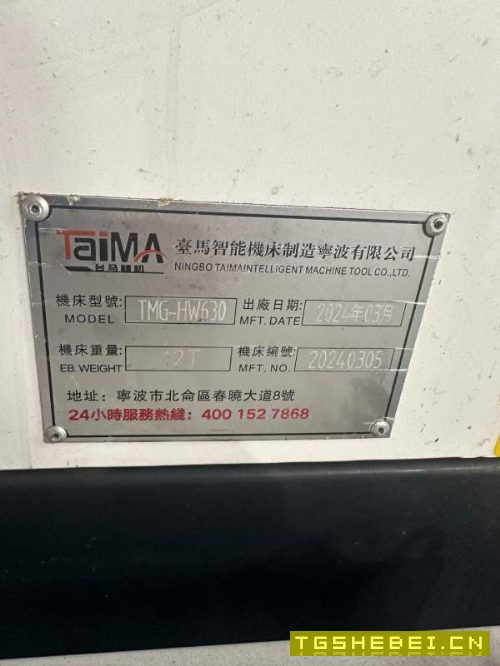 TaiMA
台马精机
臺馬智能機床制造寧波有限公司
NINGBO TAIMAINTELLIGENT MACHINE TOOL CO.,LTD.
機床型號: TMG-HW630 出廠日期: 2024年03月
MODEL MFT. DATE
機床重量: 12T 機床編號: 20240305
EB. WEIGHT MFT. NO.
地址: 寧波市北侖區春曉大道8號
24小時服務熱綫: 400 152 7868
TGSHEBEI.CN